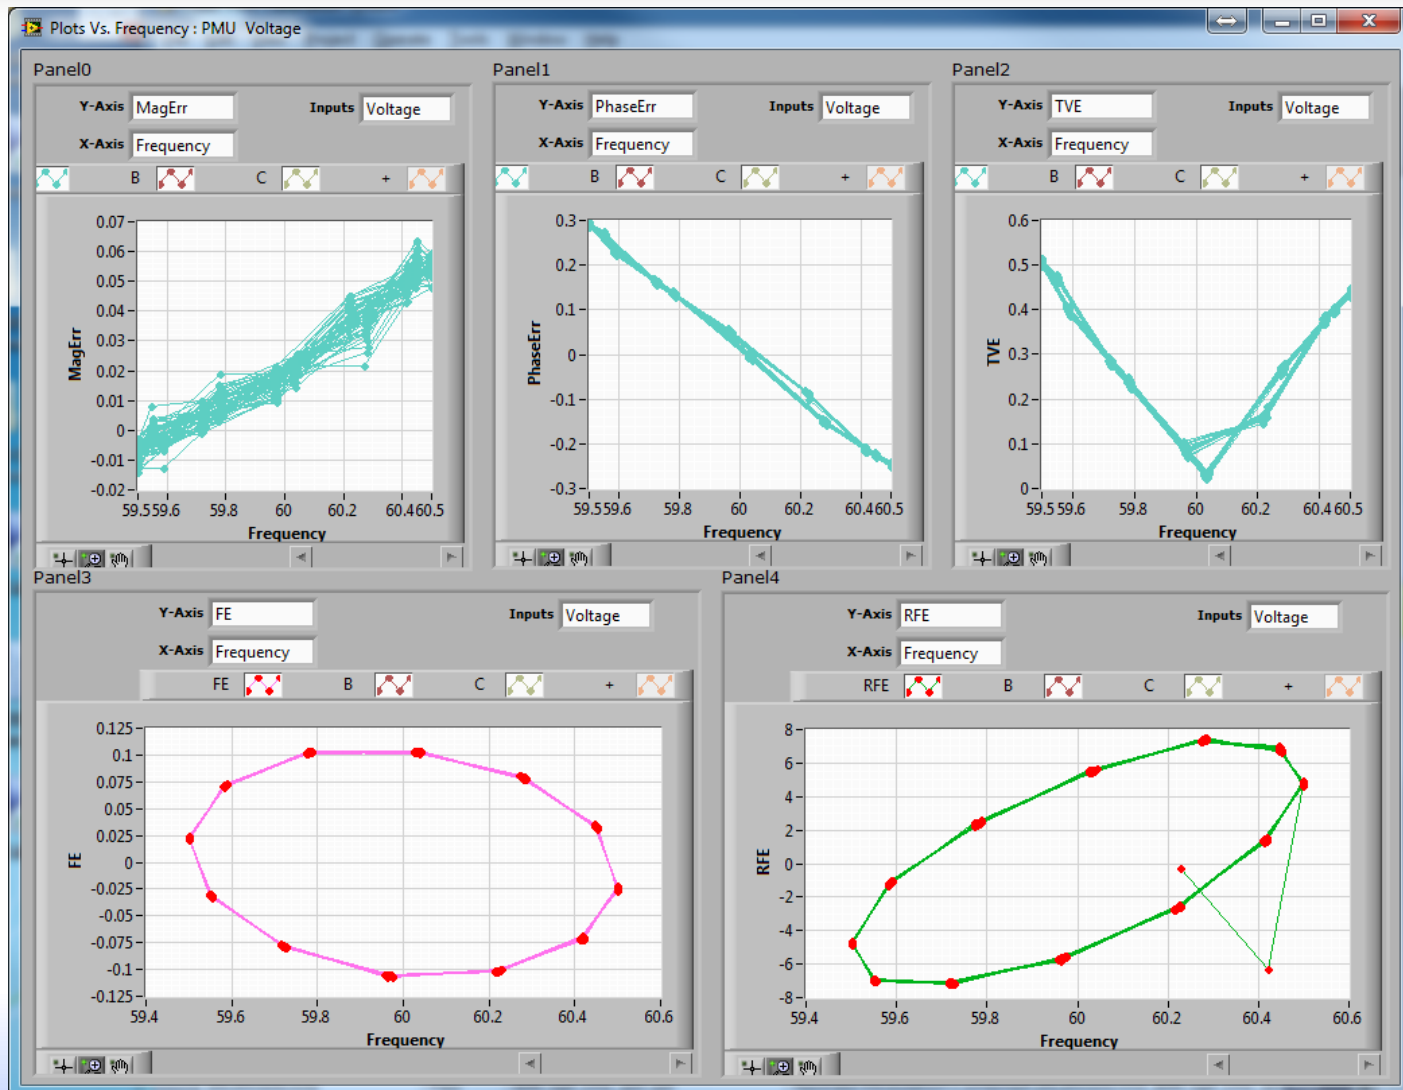 Plots Vs. Frequency : PMU Voltage
Panel0
Y-Axis MagErr Inputs Voltage
X-Axis Frequency
B C +
MagErr
0.07
0.06
0.05
0.04
0.03
0.02
0.01
0
-0.01
-0.02
59.5 59.6 59.8 60 60.2 60.4 60.5
Frequency
Panel1
Y-Axis PhaseErr Inputs Voltage
X-Axis Frequency
B C +
PhaseErr
0.3
0.2
0.1
0
-0.1
-0.2
-0.3
59.5 59.6 59.8 60 60.2 60.4 60.5
Frequency
Panel2
Y-Axis TVE Inputs Voltage
X-Axis Frequency
B C +
TVE
0.6
0.5
0.4
0.3
0.2
0.1
0
59.5 59.6 59.8 60 60.2 60.4 60.5
Frequency
Panel3
Y-Axis FE Inputs Voltage
X-Axis Frequency
FE B C +
FE
0.125
0.1
0.075
0.05
0.025
0
-0.025
-0.05
-0.075
-0.1
-0.125
59.4 59.6 59.8 60 60.2 60.4 60.6
Frequency
Panel4
Y-Axis RFE Inputs Voltage
X-Axis Frequency
RFE B C +
RFE
8
6
4
2
0
-2
-4
-6
-8
59.4 59.6 59.8 60 60.2 60.4 60.6
Frequency